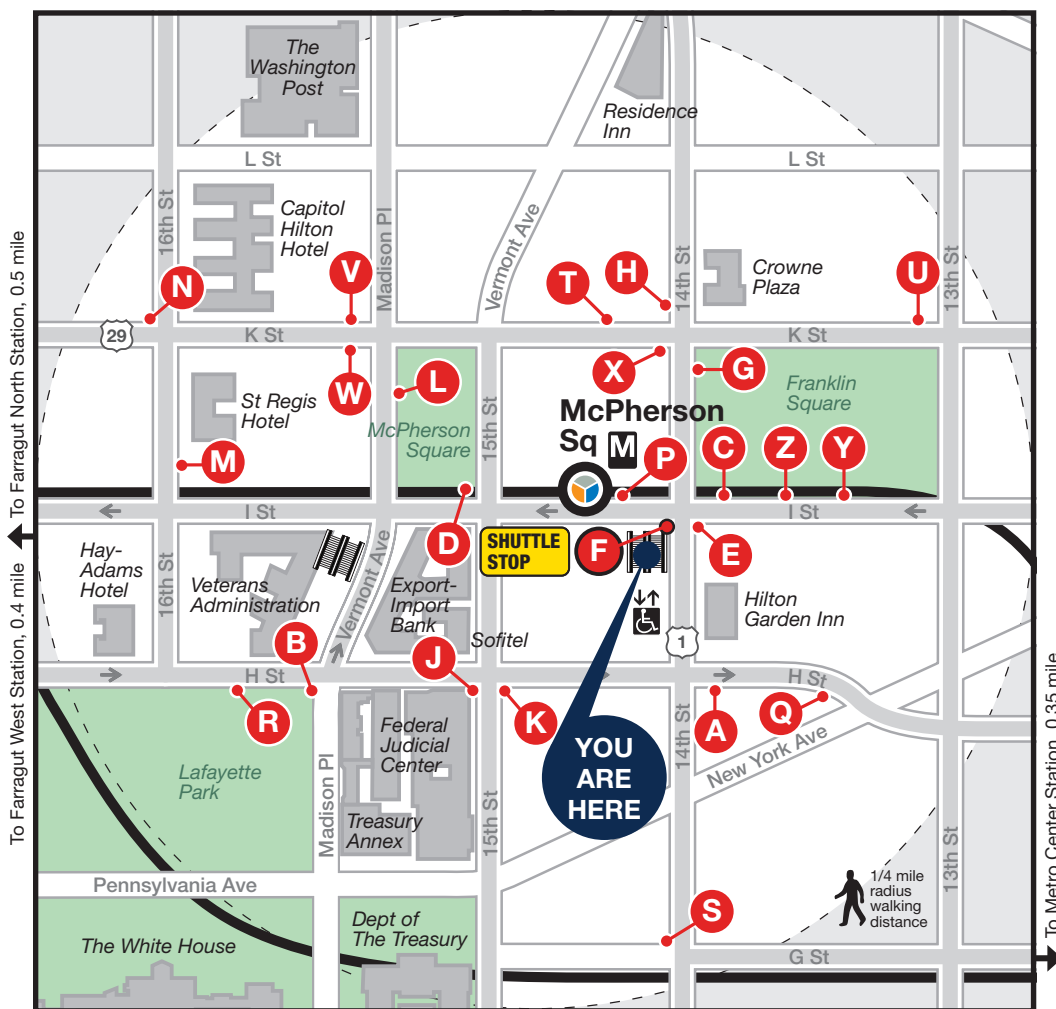 The
Washington
Post
Residence
Inn
L St
L St
16th St
Capitol
Hilton
Hotel
Madison Pl
Vermont Ave
14th St
Crowne
Plaza
13th St
N
V
T
H
U
29
K St
K St
To Farragut North Station, 0.5 mile
St Regis
Hotel
W
L
X
G
McPherson
Square
15th St
McPherson
Sq
M
Franklin
Square
M
P
C
Z
Y
I St
I St
D
SHUTTLE
STOP
F
E
Hay-
Adams
Hotel
16th St
Veterans
Administration
Vermont Ave
Export-
Import
Bank
Sofitel
Hilton
Garden Inn
1
B
J
H St
H St
R
K
A
Q
To Farragut West Station, 0.4 mile
To Metro Center Station, 0.35 mile
YOU
ARE
HERE
14th St
New York Ave
Lafayette
Park
Madison Pl
Federal
Judicial
Center
Treasury
Annex
15th St
13th St
Pennsylvania Ave
1/4 mile
radius
walking
distance
S
The White House
Dept of
The Treasury
G St